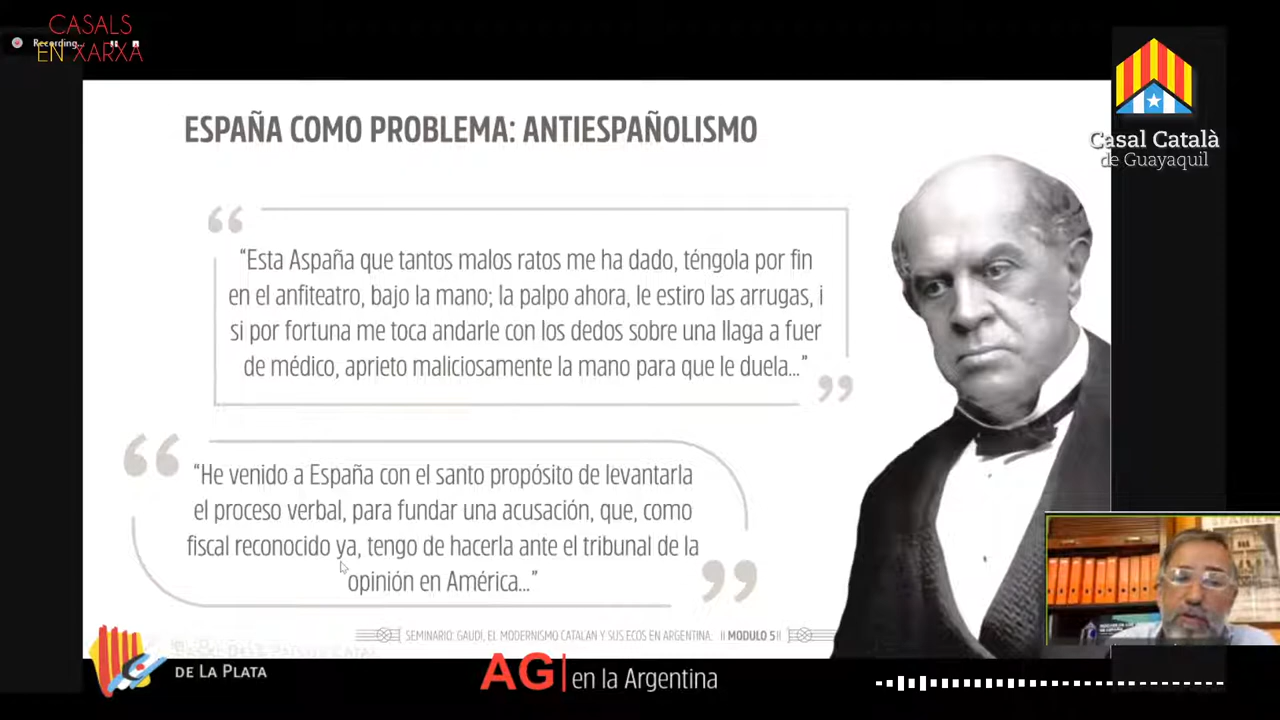 CASALS
EN XARXA
Recording...
Casal Català
de Guayaquil
ESPAÑA COMO PROBLEMA: ANTIESPAÑOLISMO
“
“Esta Aspaña que tantos malos ratos me ha dado, téngola por fin
en el anfiteatro, bajo la mano; la palpo ahora, le estiro las arrugas, i
si por fortuna me toca andarle con los dedos sobre una llaga a fuer
de médico, aprieto maliciosamente la mano para que le duela...”
”
“
“He venido a España con el santo propósito de levantarla
el proceso verbal, para fundar una acusación, que, como
fiscal reconocido ya, tengo de hacerla ante el tribunal de la
opinión en América...”
”
SEMINARIO: GAUDÍ, EL MODERNISMO CATALÁN Y SUS ECOS EN ARGENTINA. II MODULO 5 II
DE LA PLATA
AG| en la Argentina